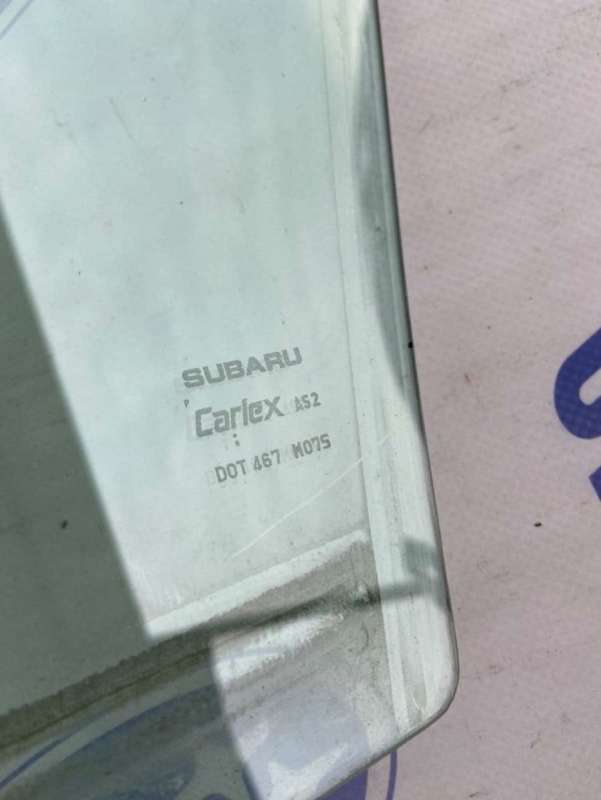 SUBARU
P
Carlex AS2
DOT 467 M075
S